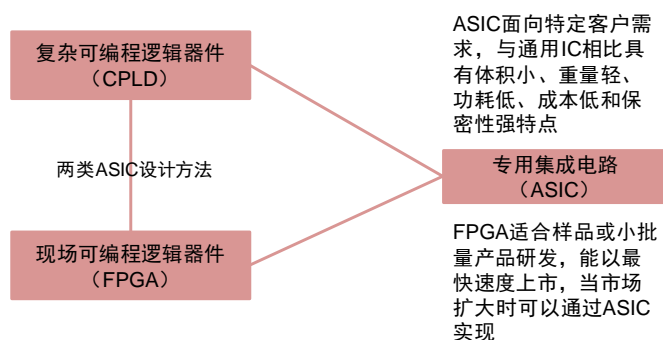 复杂可编程逻辑器件
（CPLD）
两类ASIC设计方法
现场可编程逻辑器件
（FPGA）
ASIC面向特定客户需
求，与通用IC相比具
有体积小、重量轻、
功耗低、成本低和保
密性强特点
专用集成电路
（ASIC）
FPGA适合样品或小批
量产品研发，能以最
快速度上市，当市场
扩大时可以通过ASIC
实现